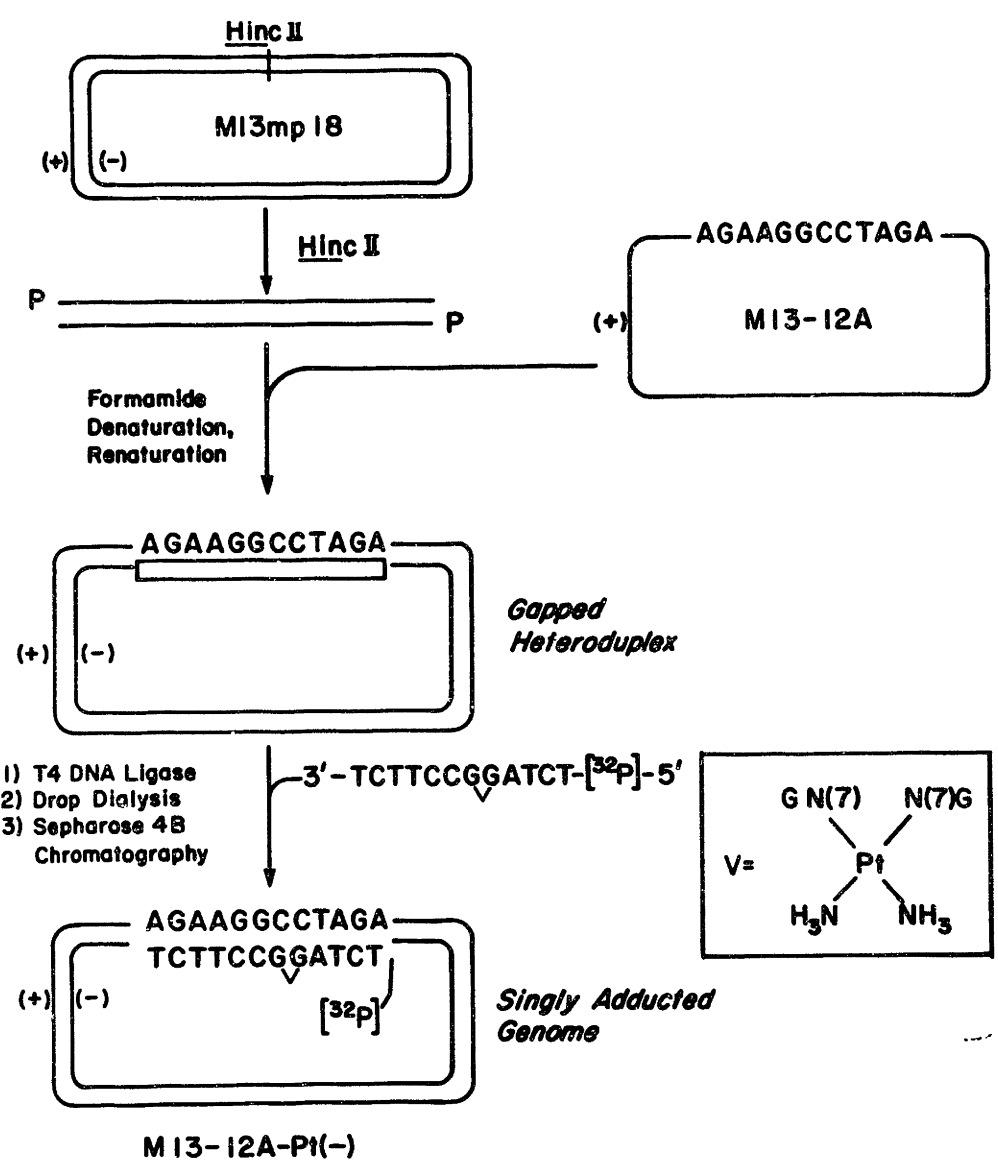 Hinc II
M13mp18
(+) (-)
Hinc II
P
P
AGAAGGCCTAGA
(+)
M13-12A
Formamide
Denaturation,
Renaturation
AGAAGGCCTAGA
Gapped
Heteroduplex
(+) (-)
1) T4 DNA Ligase
2) Drop Dialysis
3) Sepharose 4B
Chromatography
3'-TCTTCCGGATCT-[³²P]-5'
V
G N(7) N(7)G
V= Pt
H₃N NH₃
AGAAGGCCTAGA
TCTTCCGGATCT
V
(+) (-)
[³²P]
Singly Adducted
Genome
M13-12A-Pt(-)